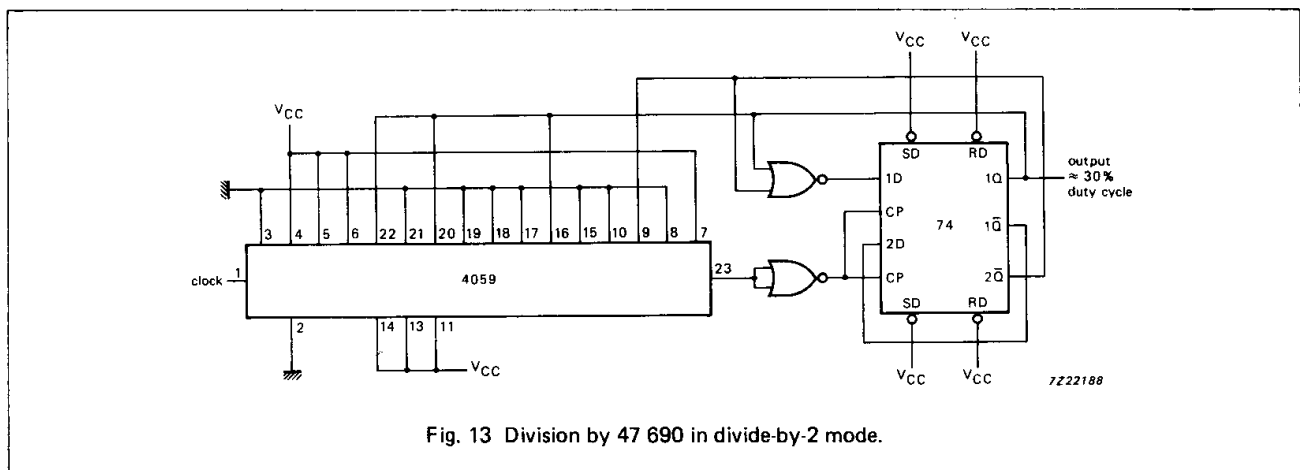 VCC VCC
VCC
SD RD
1D 1Q output
≈ 30%
duty cycle
CP 1Q̅
74
2D
CP 2Q̅
SD RD
VCC VCC
3 4 5 6 22 21 20 19 18 17 16 15 10 9 8 7
clock 1 4059 23
2 14 13 11
VCC
7Z22188
Fig. 13 Division by 47 690 in divide-by-2 mode.